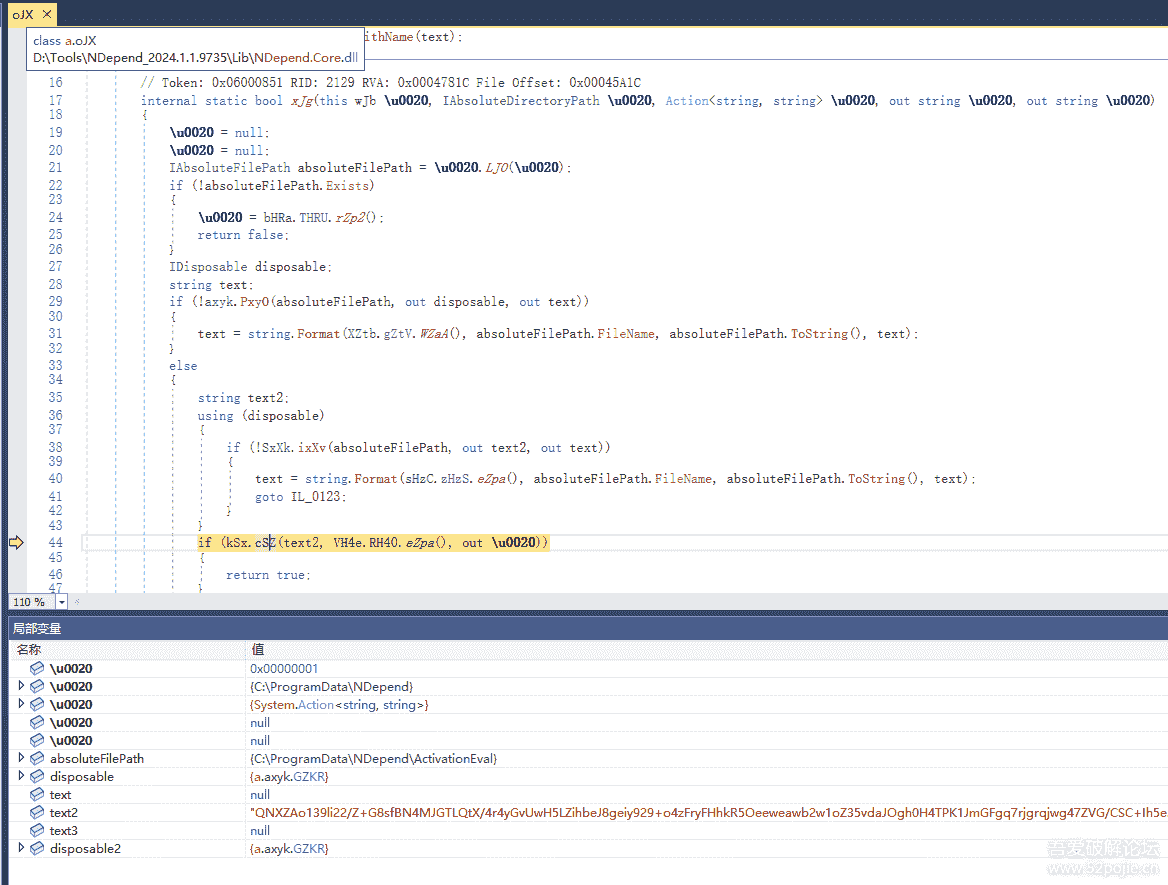 oJX
ithName(text);
class a.oJX
D:\Tools\NDepend_2024.1.1.9735\Lib\NDepend.Core.dll
16 // Token: 0x06000851 RID: 2129 RVA: 0x0004781C File Offset: 0x00045A1C
17 internal static bool xJg(this wJb \u0020, IAbsoluteDirectoryPath \u0020, Action<string, string> \u0020, out string \u0020, out string \u0020)
18 {
19 \u0020 = null;
20 \u0020 = null;
21 IAbsoluteFilePath absoluteFilePath = \u0020.LJO(\u0020);
22 if (!absoluteFilePath.Exists)
23 {
24 \u0020 = bHRa.THRU.rZp2();
25 return false;
26 }
27 IDisposable disposable;
28 string text;
29 if (!axyk.PxyO(absoluteFilePath, out disposable, out text))
30 {
31 text = string.Format(XZtb.gZtV.WZaA(), absoluteFilePath.FileName, absoluteFilePath.ToString(), text);
32 }
33 else
34 {
35 string text2;
36 using (disposable)
37 {
38 if (!SxXk.ixXv(absoluteFilePath, out text2, out text))
39 {
40 text = string.Format(sHzC.zHzS.eZpa(), absoluteFilePath.FileName, absoluteFilePath.ToString(), text);
41 goto IL_0123;
42 }
43 }
44 if (kSx.cSZ(text2, VH4e.RH40.eZpa(), out \u0020))
45 {
46 return true;
47 }
110 %
局部变量
名称 值
\u0020 0x00000001
\u0020 {C:\ProgramData\NDepend}
\u0020 {System.Action<string, string>}
\u0020 null
\u0020 null
absoluteFilePath {C:\ProgramData\NDepend\ActivationEval}
disposable {a.axyk.GZKR}
text null
text2 "QNXZAo139li22/Z+G8sfBN4MJGTLQtX/4r4yGvUwH5LZihbeJ8geiy929+o4zFryFHhkR5Oeeweawb2w1oZ35vdaJOgh0H4TPK1JmGFgq7rjgrqjwg47ZVG/CSC+Ih5e
text3 null
disposable2 {a.axyk.GZKR}
吾爱破解论坛
www.52pojie.cn